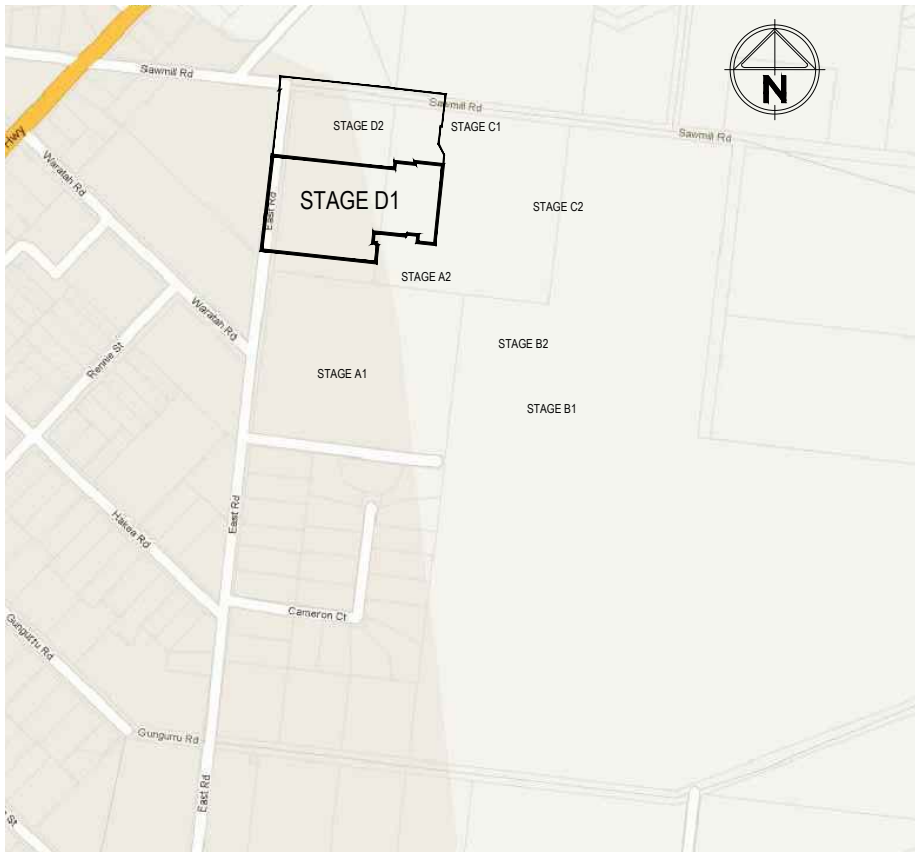 Sawmill Rd
Hwy
Sawmill Rd
STAGE D2
STAGE C1
Sawmill Rd
N
Waratah Rd
STAGE D1
East Rd
STAGE C2
STAGE A2
Waratah Rd
Rennie St
STAGE B2
STAGE A1
STAGE B1
East Rd
Hakea Rd
Cameron Ct
Gungurru Rd
Gungurru Rd
East Rd
St